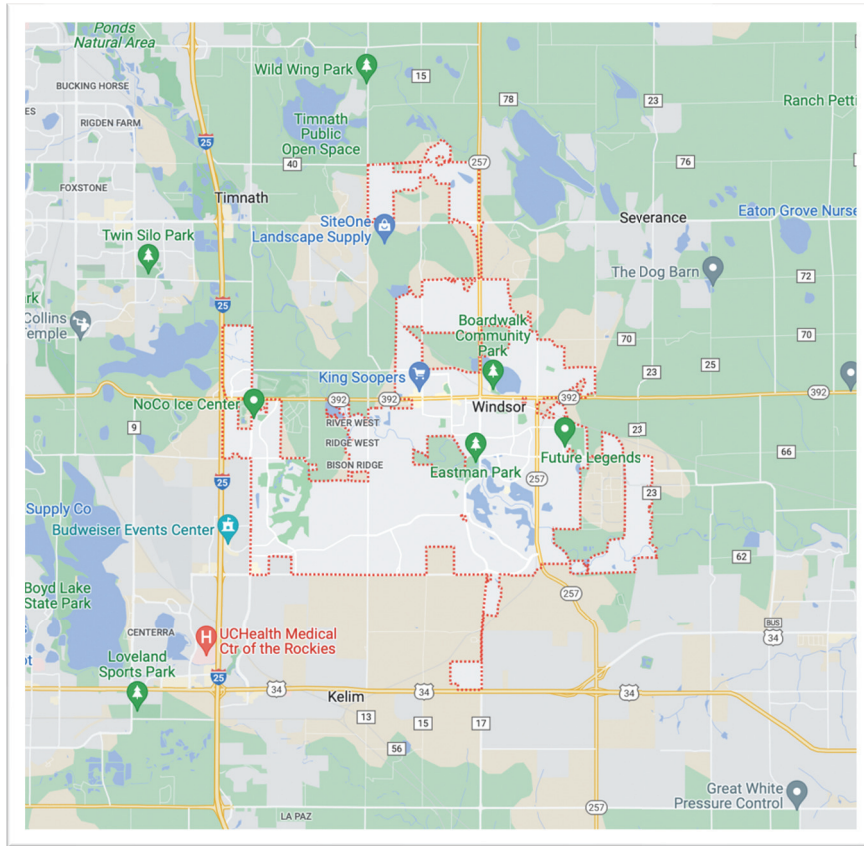 Ponds
Natural Area
Wild Wing Park
15
BUCKING HORSE
78
23
Ranch Petti
ES
RIGDEN FARM
Timnath
Public
Open Space
25
40
257
76
FOXSTONE
Timnath
SiteOne
Landscape Supply
Severance
Eaton Grove Nurse
Twin Silo Park
The Dog Barn
72
ark
25
Collins
Temple
Boardwalk
Community
Park
70
70
King Soopers
23
25
NoCo Ice Center
392
392
392
392
Windsor
9
RIVER WEST
23
RIDGE WEST
66
BISON RIDGE
Future Legends
Eastman Park
25
257
23
Supply Co
Budweiser Events Center
62
Boyd Lake
State Park
257
BUS
34
CENTERRA
UCHealth Medical
Ctr of the Rockies
ot
Loveland
Sports Park
25
34
Kelim
34
34
13
15
17
56
Great White
Pressure Control
257
LA PAZ